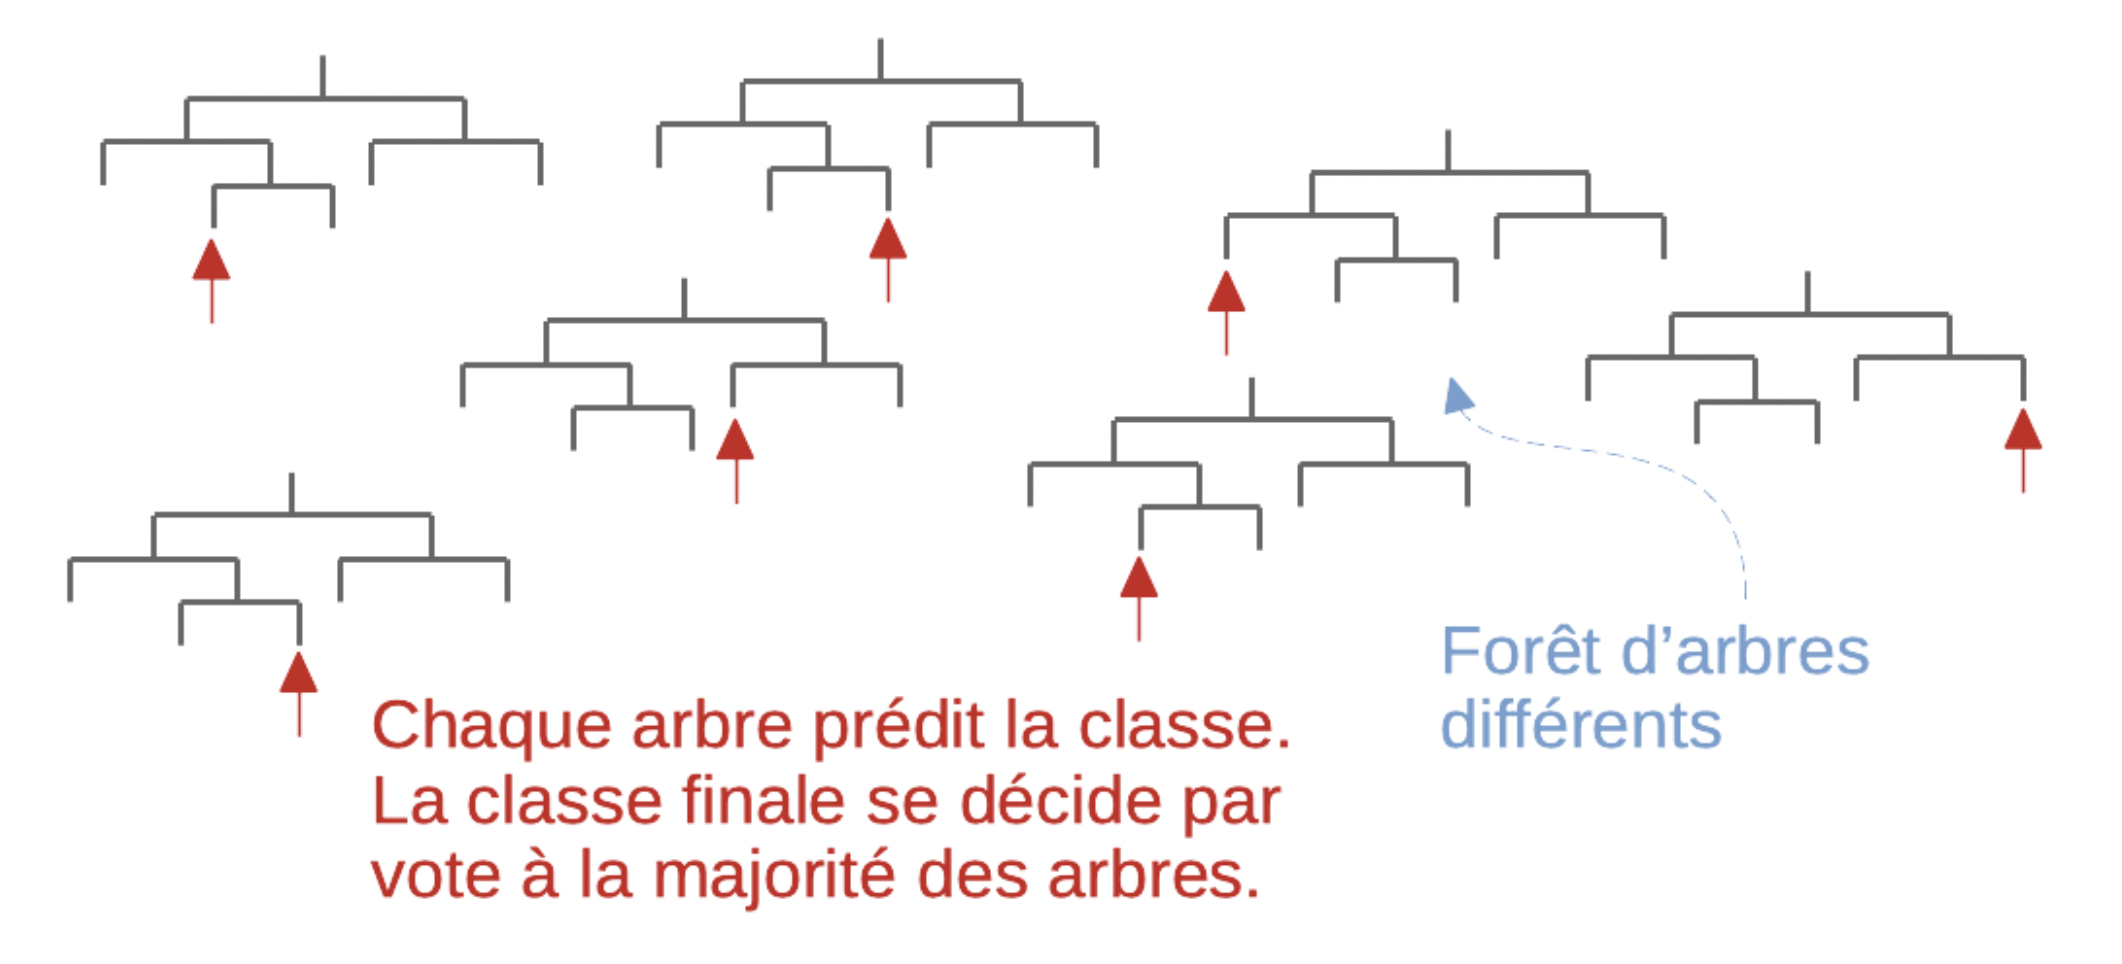 Forêt d’arbres
différents
Chaque arbre prédit la classe.
La classe finale se décide par
vote à la majorité des arbres.